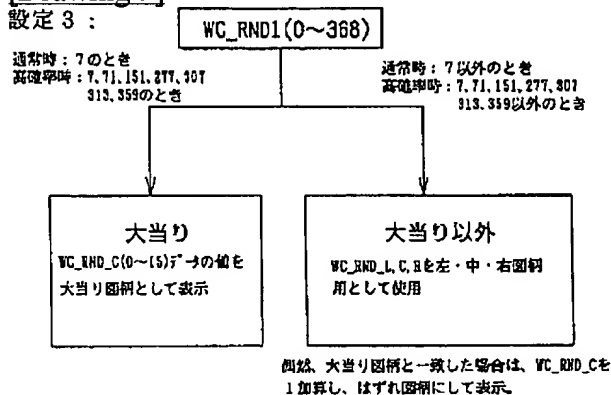 設定3:
WC_RND1(0~368)
通常時:7のとき
高確率時:7,71,151,277,307
313,359のとき
通常時:7以外のとき
高確率時:7,71,151,277,307
313,359以外のとき
大当り
WC_RND_C(0~15)データの値を
大当り図柄として表示
大当り以外
WC_RND_L,C,Rを左・中・右図柄
用として使用
偶然、大当り図柄と一致した場合は、WC_RND_Cを
1加算し、はずれ図柄にして表示。